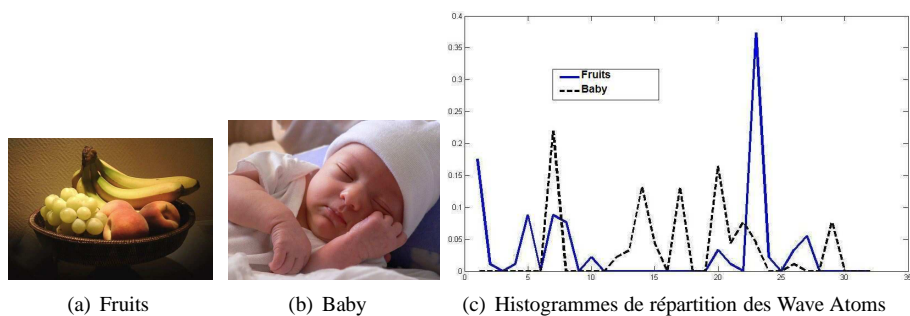 0.4
0.35
0.3
0.25
0.2
0.15
0.1
0.05
0
0 5 10 15 20 25 30 35
Fruits
Baby
(a) Fruits
(b) Baby
(c) Histogrammes de répartition des Wave Atoms